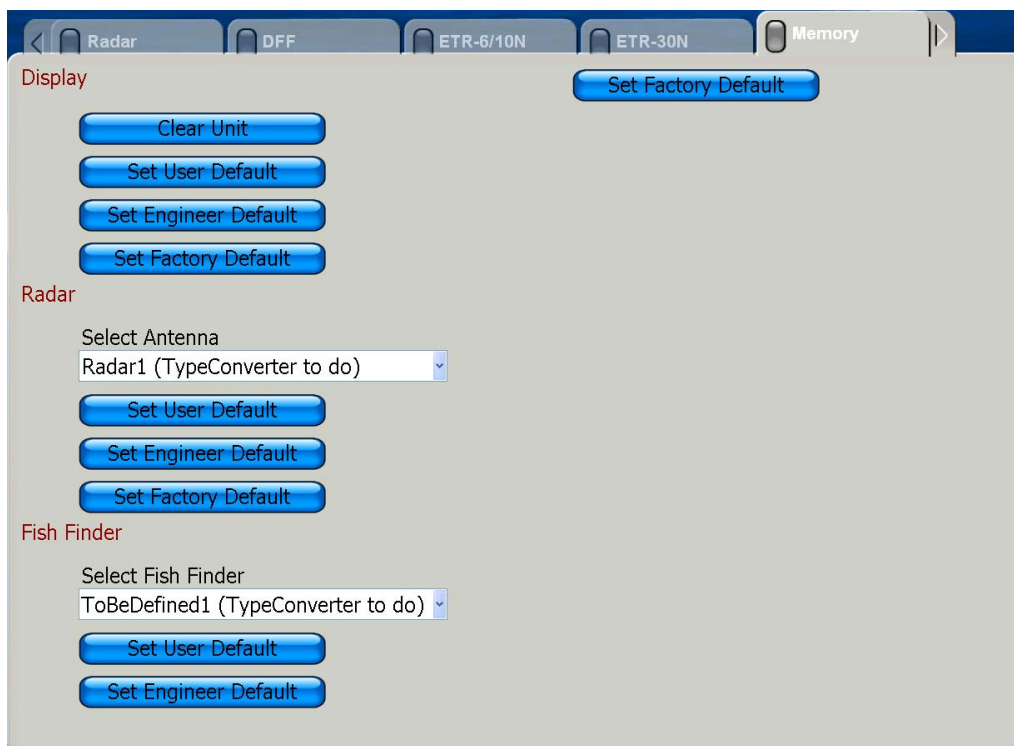 Radar
DFF
ETR-6/10N
ETR-30N
Memory
Display
Clear Unit
Set User Default
Set Engineer Default
Set Factory Default
Radar
Select Antenna
Radar1 (TypeConverter to do)
Set User Default
Set Engineer Default
Set Factory Default
Fish Finder
Select Fish Finder
ToBeDefined1 (TypeConverter to do)
Set User Default
Set Engineer Default
Set Factory Default